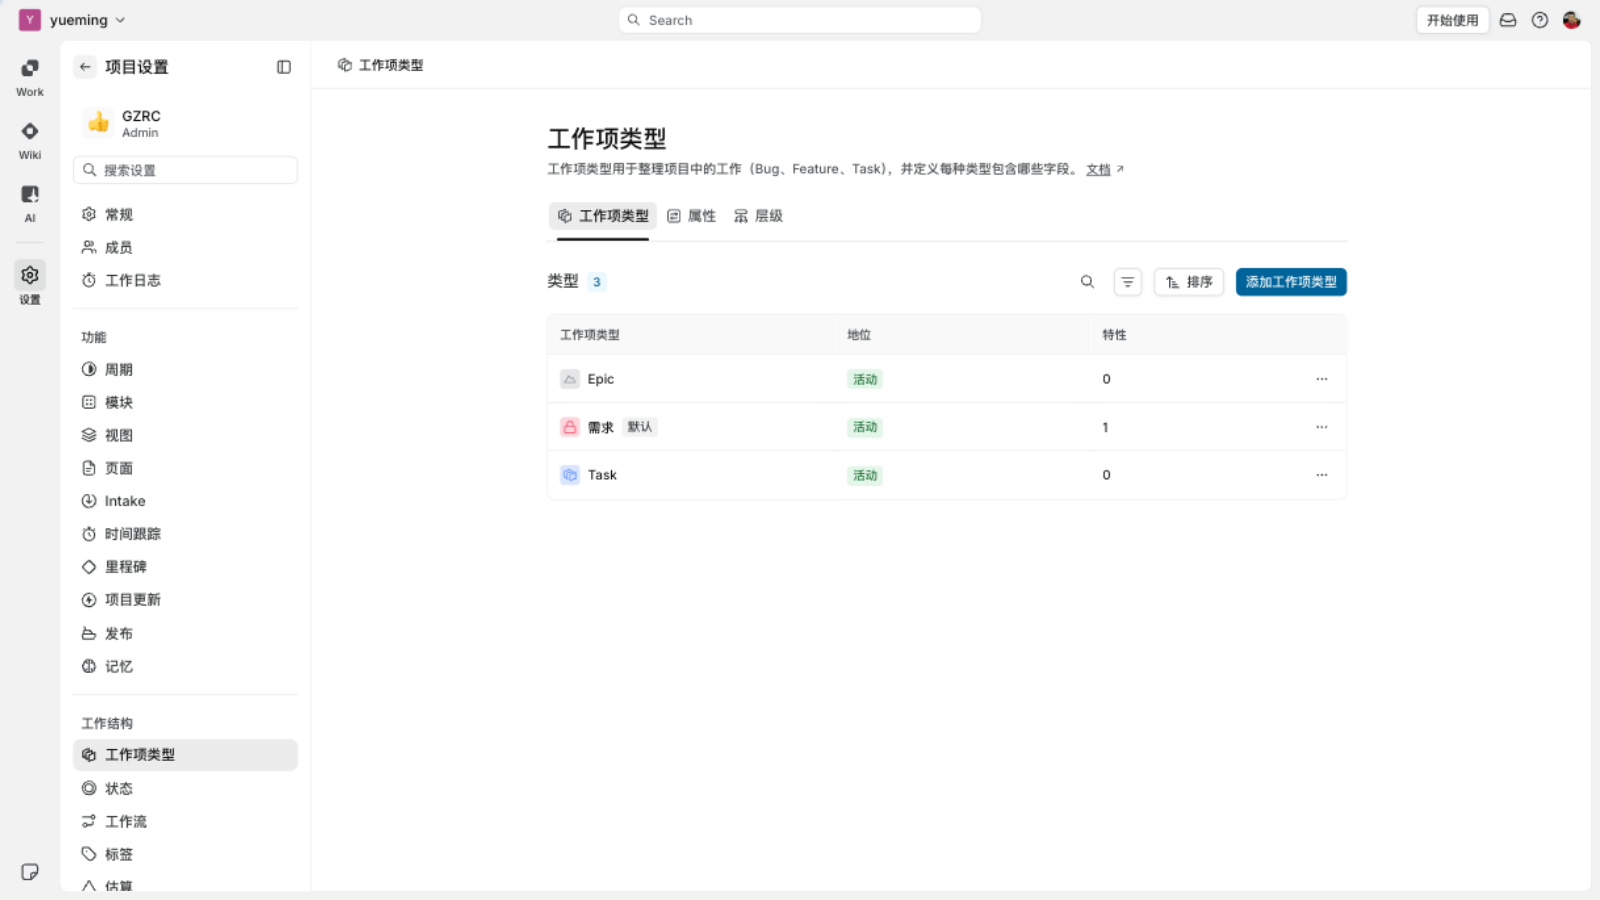 Y yueming
Search
开始使用
Work
Wiki
AI
设置
项目设置
GZRC
Admin
搜索设置
常规
成员
工作日志
功能
周期
模块
视图
页面
Intake
时间跟踪
里程碑
项目更新
发布
记忆
工作结构
工作项类型
状态
工作流
标签
估算
工作项类型
工作项类型
工作项类型用于整理项目中的工作（Bug、Feature、Task），并定义每种类型包含哪些字段。 文档
工作项类型 属性 层级
类型 3 排序 添加工作项类型
工作项类型 地位 特性
Epic 活动 0
需求 默认 活动 1
Task 活动 0